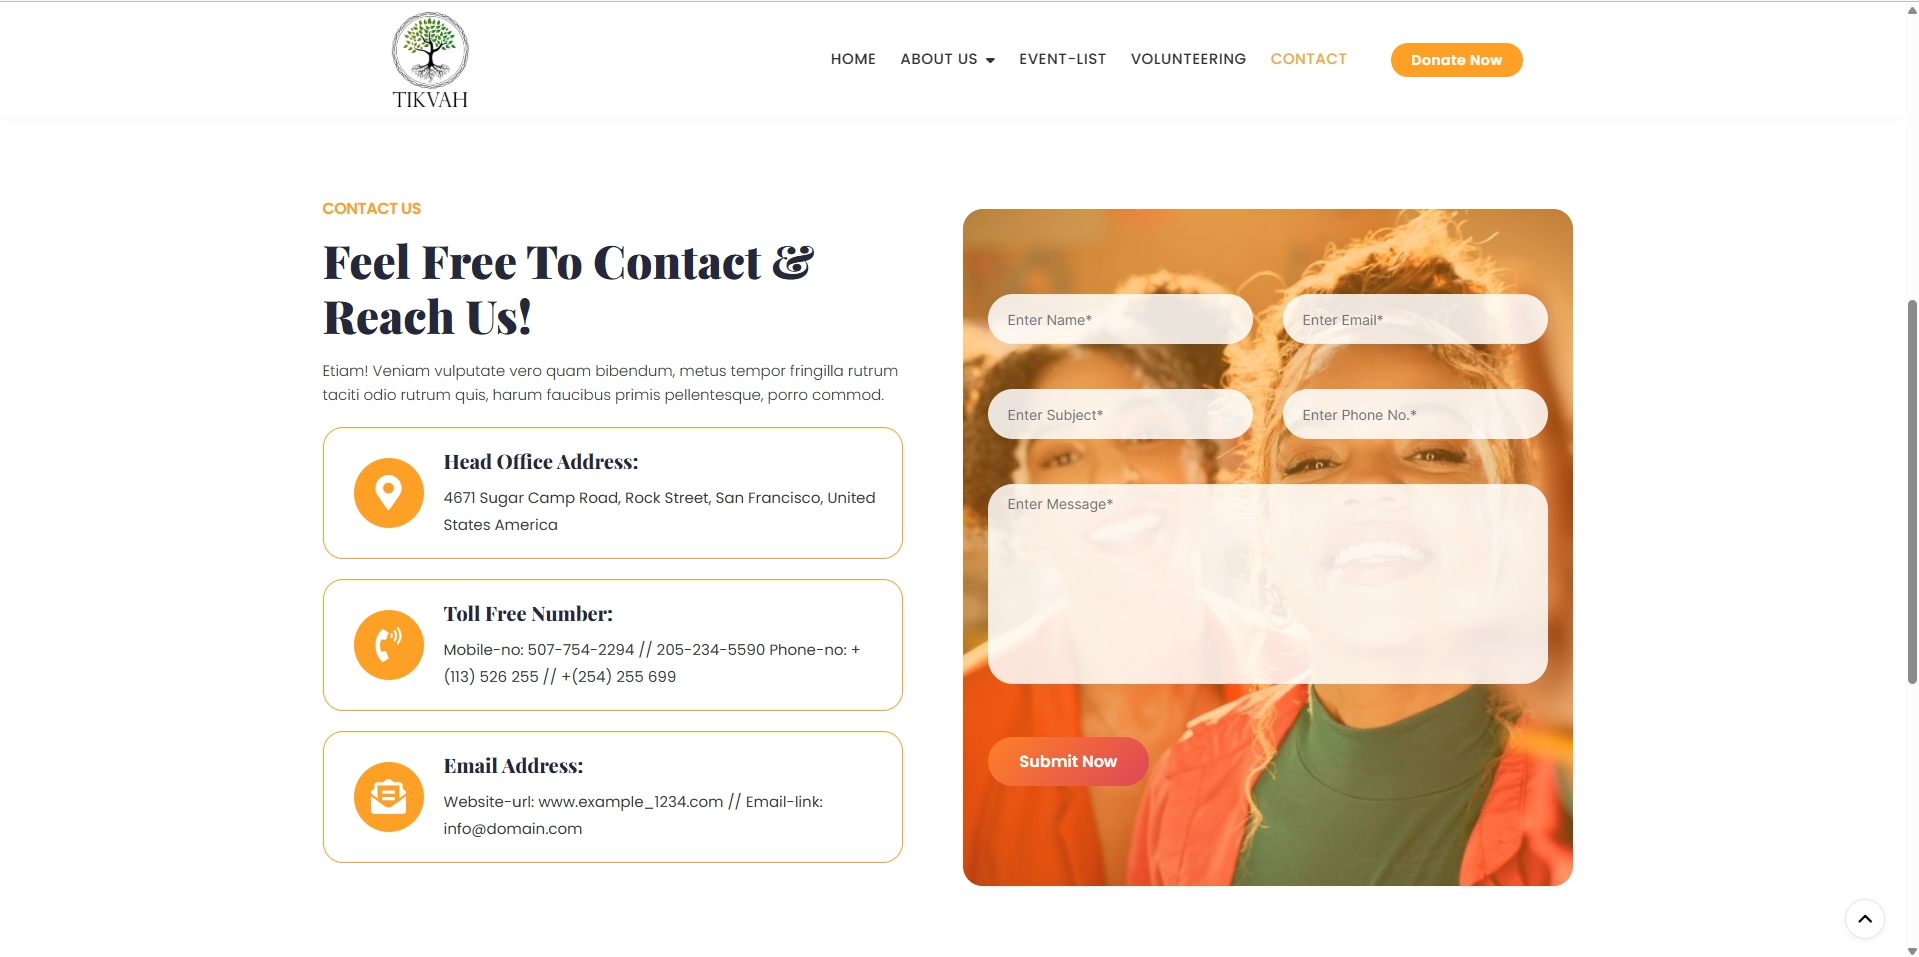 TIKVAH
HOME
ABOUT US
EVENT-LIST
VOLUNTEERING
CONTACT
Donate Now
CONTACT US
Feel Free To Contact &
Reach Us!
Etiam! Veniam vulputate vero quam bibendum, metus tempor fringilla rutrum
taciti odio rutrum quis, harum faucibus primis pellentesque, porro commod.
Head Office Address:
4671 Sugar Camp Road, Rock Street, San Francisco, United
States America
Toll Free Number:
Mobile-no: 507-754-2294 // 205-234-5590 Phone-no: +
(113) 526 255 // +(254) 255 699
Email Address:
Website-url: www.example_1234.com // Email-link:
info@domain.com
Enter Name*
Enter Email*
Enter Subject*
Enter Phone No.*
Enter Message*
Submit Now